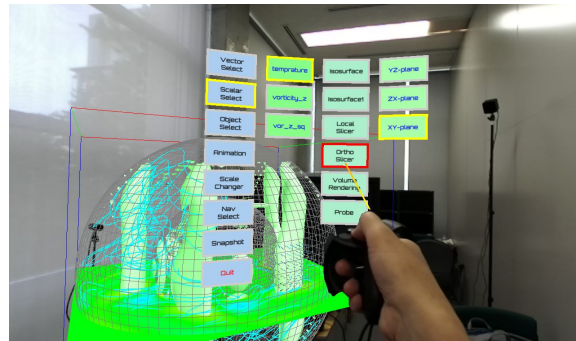 Vector
Select
Scalar
Select
Object
Select
Animation
Scale
Changer
Nav
Select
Snapshot
Quit
temprature
vorticity_z
vor_z_sq
Isosurface
Isosurface1
Local
Slicer
Ortho
Slicer
Volume
Rendering
Probe
YZ-plane
ZX-plane
XY-plane